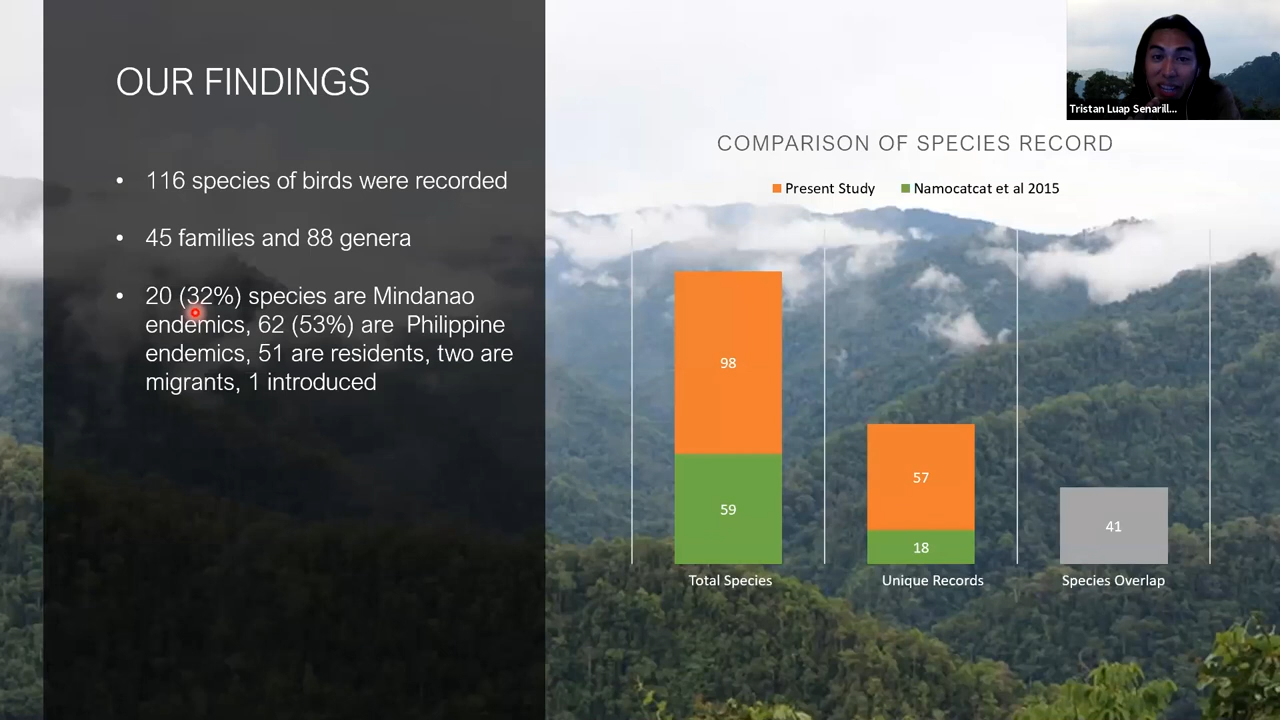 OUR FINDINGS
• 116 species of birds were recorded
• 45 families and 88 genera
• 20 (32%) species are Mindanao
endemics, 62 (53%) are  Philippine
endemics, 51 are residents, two are
migrants, 1 introduced
Tristan Luap Senarill...
COMPARISON OF SPECIES RECORD
Present Study
Namocatcat et al 2015
98
59
57
18
41
Total Species
Unique Records
Species Overlap